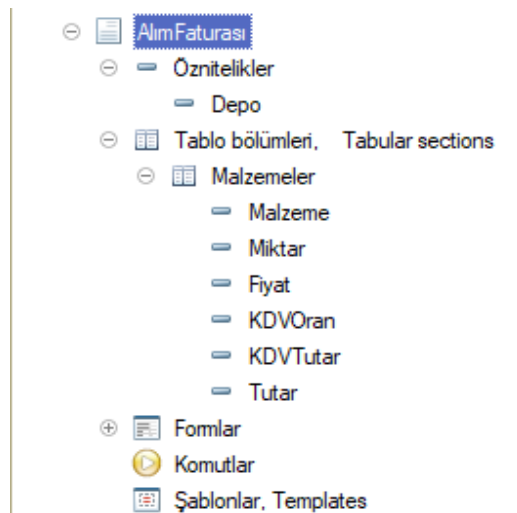 AlımFaturası
Öznitelikler
Depo
Tablo bölümleri, Tabular sections
Malzemeler
Malzeme
Miktar
Fiyat
KDVOran
KDVTutar
Tutar
Formlar
Komutlar
Şablonlar, Templates